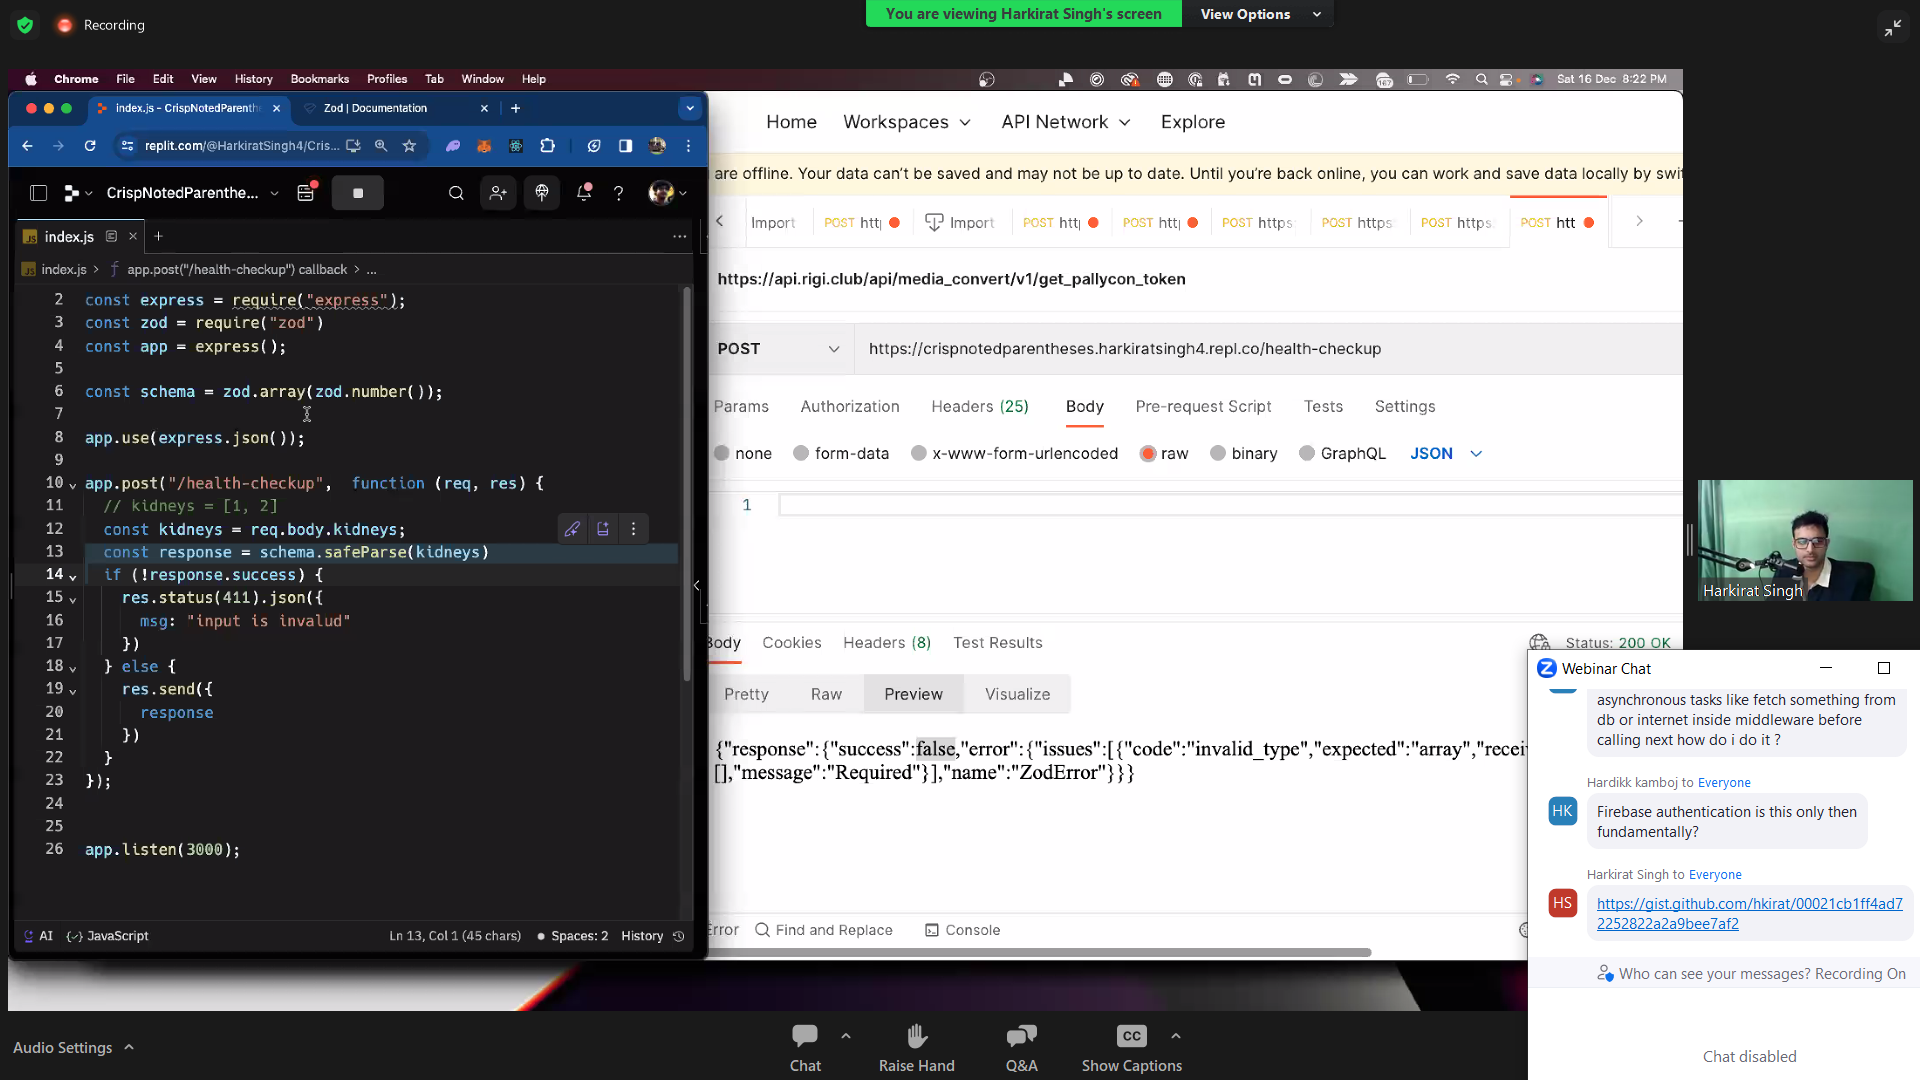 Recording
You are viewing Harkirat Singh's screen
View Options
Chrome File Edit View History Bookmarks Profiles Tab Window Help
Sat 16 Dec 8:22 PM
index.js - CrispNotedParenth
Zod | Documentation
replit.com/@HarkiratSingh4/Cris...
CrispNotedParenthe...
index.js
index.js > app.post("/health-checkup") callback > ...
2 const express = require("express");
3 const zod = require("zod")
4 const app = express();
5
6 const schema = zod.array(zod.number());
7
8 app.use(express.json());
9
10 app.post("/health-checkup", function (req, res) {
11 // kidneys = [1, 2]
12 const kidneys = req.body.kidneys;
13 const response = schema.safeParse(kidneys)
14 if (!response.success) {
15 res.status(411).json({
16 msg: "input is invalud"
17 })
18 } else {
19 res.send({
20 response
21 })
22 }
23 });
24
25
26 app.listen(3000);
AI JavaScript
Ln 13, Col 1 (45 chars) Spaces: 2 History
Home Workspaces API Network Explore
are offline. Your data can't be saved and may not be up to date. Until you're back online, you can work and save data locally by swi
Import POST htt Import POST htt POST htt POST https POST https POST https POST htt
https://api.rigi.club/api/media_convert/v1/get_pallycon_token
POST https://crispnotedparentheses.harkiratsingh4.repl.co/health-checkup
Params Authorization Headers (25) Body Pre-request Script Tests Settings
none form-data x-www-form-urlencoded raw binary GraphQL JSON
1
Body Cookies Headers (8) Test Results
Status: 200 OK
Pretty Raw Preview Visualize
{"response":{"success":false,"error":{"issues":[{"code":"invalid_type","expected":"array","recei
[],"message":"Required"}],"name":"ZodError"}}}
Find and Replace Console
Harkirat Singh
Webinar Chat
asynchronous tasks like fetch something from
db or internet inside middleware before
calling next how do i do it ?
Hardikk kamboj to Everyone
HK
Firebase authentication is this only then
fundamentally?
Harkirat Singh to Everyone
HS
https://gist.github.com/hkirat/00021cb1ff4ad7
2252822a2a9bee7af2
Who can see your messages? Recording On
Chat disabled
Audio Settings
Chat
Raise Hand
Q&A
CC
Show Captions